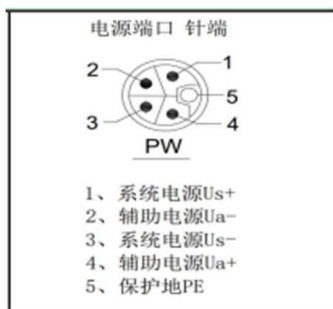 电源端口 针端
1
2
5
3
4
PW
1、系统电源Us+
2、辅助电源Ua-
3、系统电源Us-
4、辅助电源Ua+
5、保护地PE